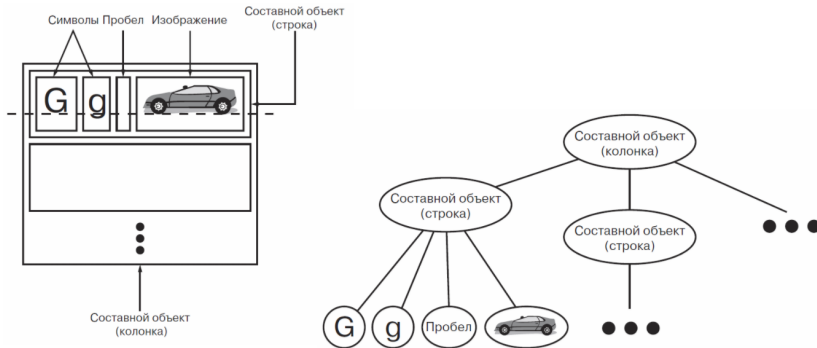 Символы Пробел Изображение
Составной объект
(строка)
G g
Составной объект
(колонка)
Составной объект
(колонка)
Составной объект
(строка)
Составной объект
(строка)
G g Пробел